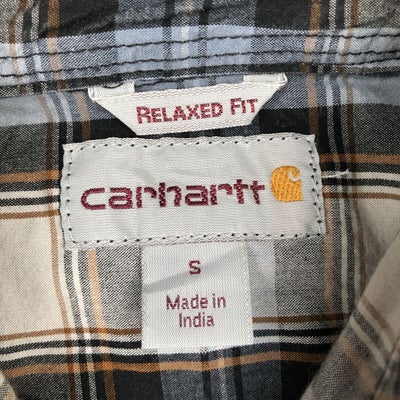 RELAXED FIT
carhartt
S
Made in
India